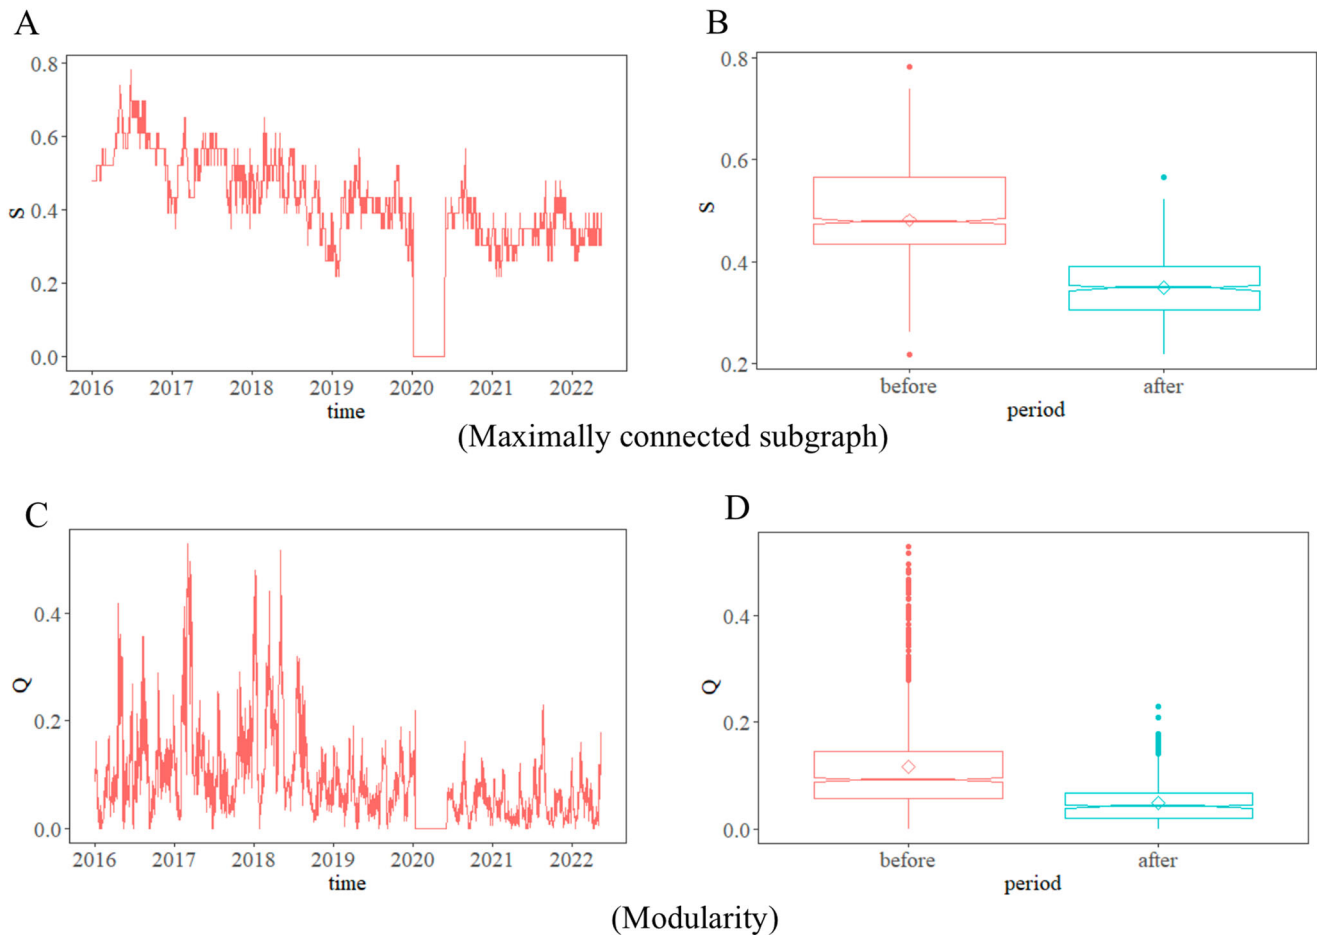 A
B
0.8
0.6
0.4
0.2
0.0
S
2016 2017 2018 2019 2020 2021 2022
time
0.8
0.6
0.4
0.2
S
before after
period
(Maximally connected subgraph)
C
D
0.4
0.2
0.0
Q
2016 2017 2018 2019 2020 2021 2022
time
0.4
0.2
0.0
Q
before after
period
(Modularity)